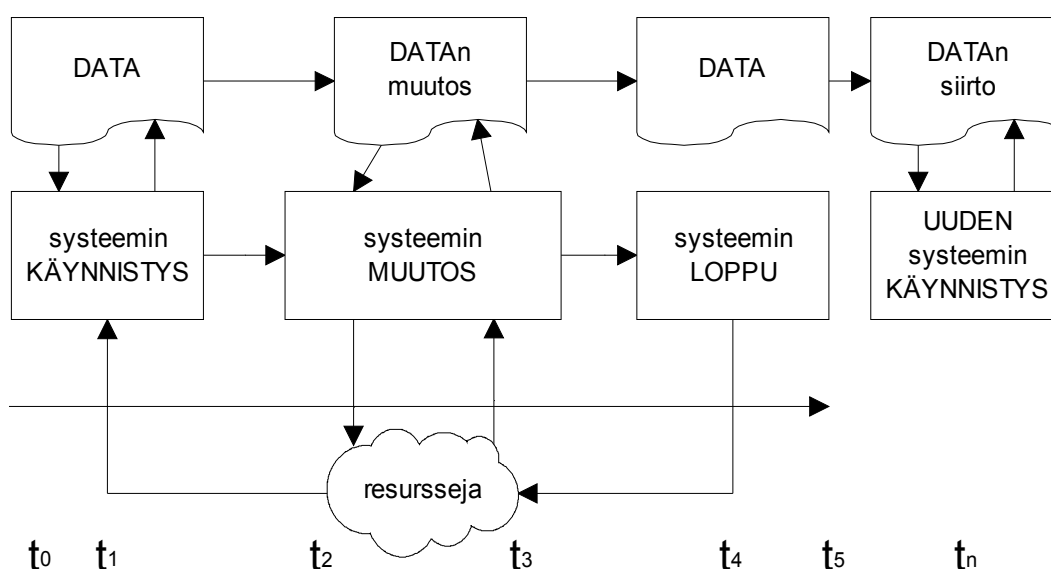 DATA
DATAn
muutos
DATA
DATAn
siirto
systeemin
KÄYNNISTYS
systeemin
MUUTOS
systeemin
LOPPU
UUDEN
systeemin
KÄYNNISTYS
resursseja
t0 t1 t2 t3 t4 t5 tn